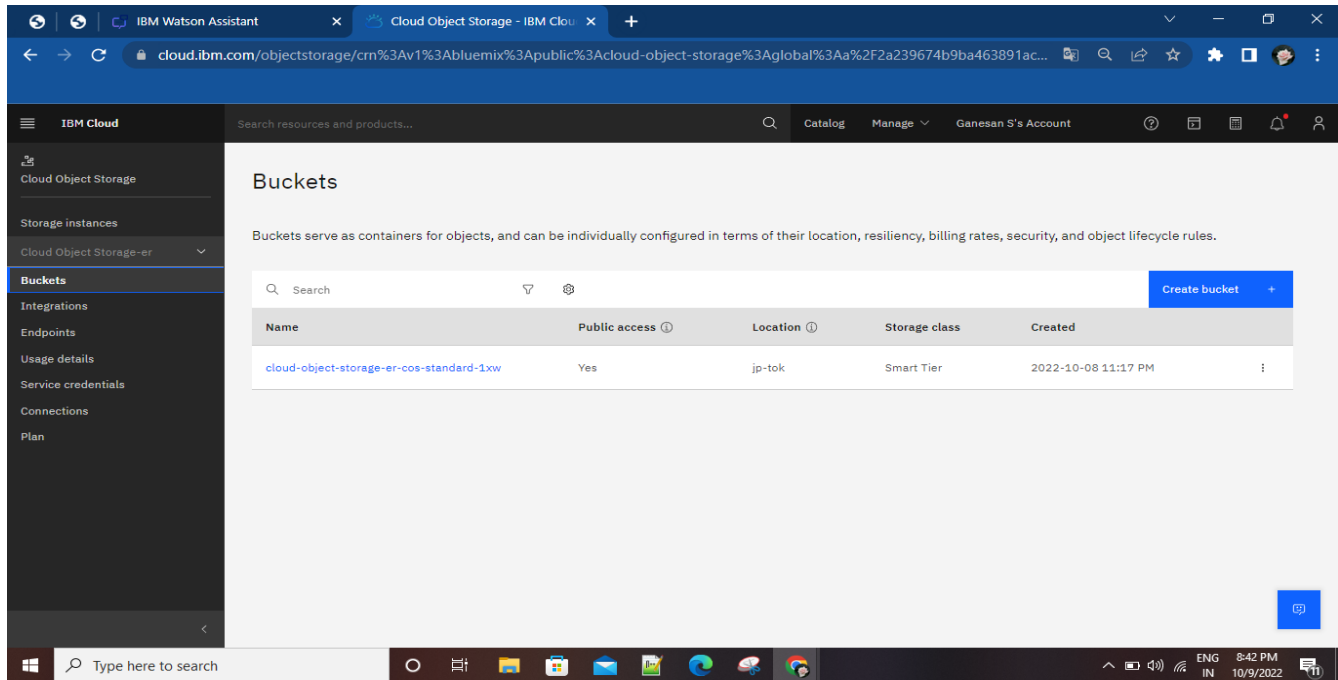 IBM Watson Assistant
Cloud Object Storage - IBM Clou
cloud.ibm.com/objectstorage/crn%3Av1%3Abluemix%3Apublic%3Acloud-object-storage%3Aglobal%3Aa%2F2a239674b9ba463891ac...
IBM Cloud
Search resources and products...
Catalog
Manage
Ganesan S's Account
Cloud Object Storage
Storage instances
Cloud Object Storage-er
Buckets
Integrations
Endpoints
Usage details
Service credentials
Connections
Plan
Buckets
Buckets serve as containers for objects, and can be individually configured in terms of their location, resiliency, billing rates, security, and object lifecycle rules.
Search
Create bucket +
Name Public access Location Storage class Created
cloud-object-storage-er-cos-standard-1xw Yes jp-tok Smart Tier 2022-10-08 11:17 PM
Type here to search
ENG 8:42 PM
IN 10/9/2022
11